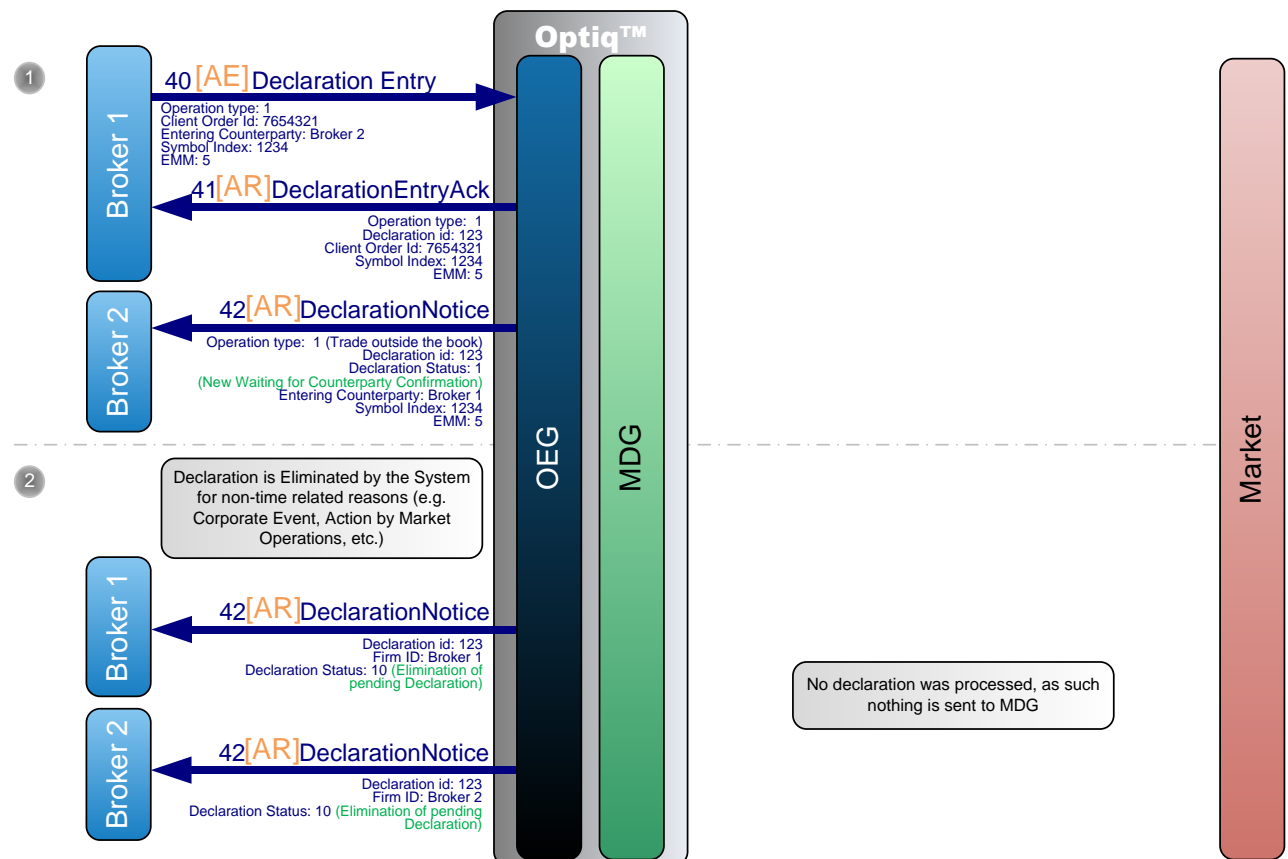 Optiq™
1
Broker 1
40 [AE] Declaration Entry
Operation type: 1
Client Order Id: 7654321
Entering Counterparty: Broker 2
Symbol Index: 1234
EMM: 5
41[AR]DeclarationEntryAck
Operation type: 1
Declaration id: 123
Client Order Id: 7654321
Symbol Index: 1234
EMM: 5
Broker 2
42[AR]DeclarationNotice
Operation type: 1 (Trade outside the book)
Declaration id: 123
Declaration Status: 1
(New Waiting for Counterparty Confirmation)
Entering Counterparty: Broker 1
Symbol Index: 1234
EMM: 5
OEG
MDG
Market
2
Declaration is Eliminated by the System
for non-time related reasons (e.g.
Corporate Event, Action by Market
Operations, etc.)
Broker 1
42[AR]DeclarationNotice
Declaration id: 123
Firm ID: Broker 1
Declaration Status: 10 (Elimination of
pending Declaration)
No declaration was processed, as such
nothing is sent to MDG
Broker 2
42[AR]DeclarationNotice
Declaration id: 123
Firm ID: Broker 2
Declaration Status: 10 (Elimination of pending
Declaration)